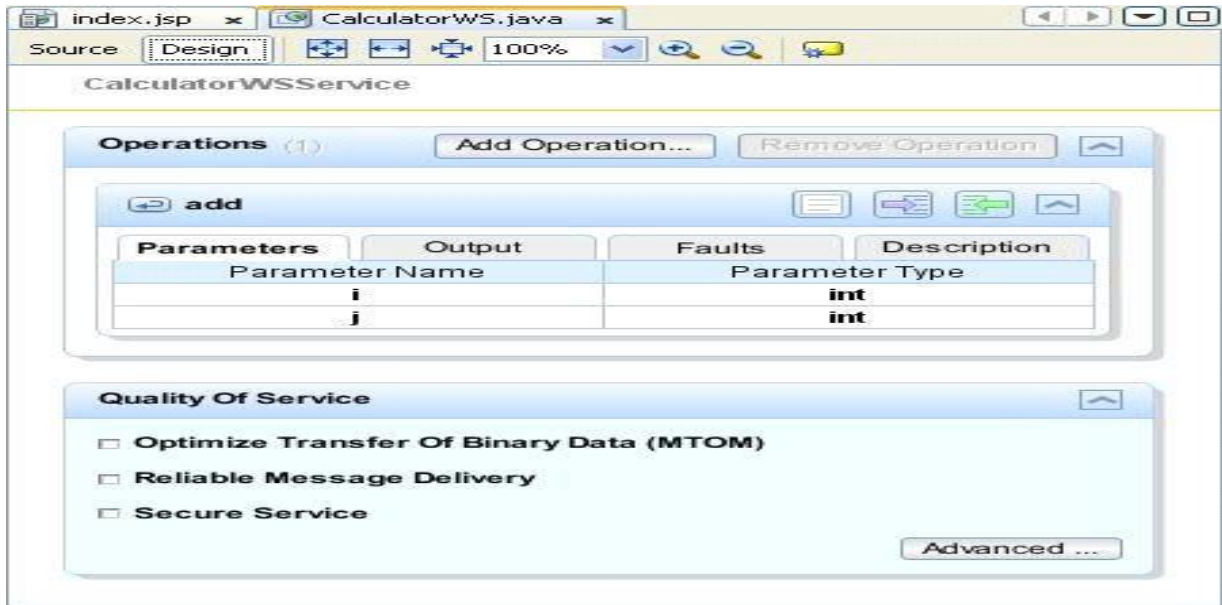 index.jsp x CalculatorWS.java x
Source Design 100%
CalculatorWSService
Operations (1) Add Operation... Remove Operation
add
Parameters Output Faults Description
Parameter Name Parameter Type
i int
j int
Quality Of Service
Optimize Transfer Of Binary Data (MTOM)
Reliable Message Delivery
Secure Service
Advanced ...